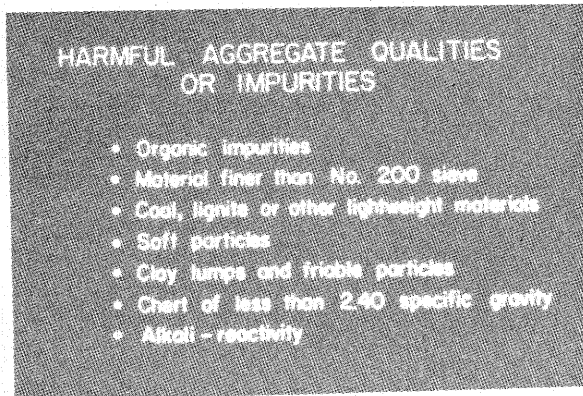 HARMFUL AGGREGATE QUALITIES
OR IMPURITIES
• Organic impurities
• Material finer than No. 200 sieve
• Coal, lignite or other lightweight materials
• Soft particles
• Clay lumps and friable particles
• Chert of less than 2.40 specific gravity
• Alkali-reactivity